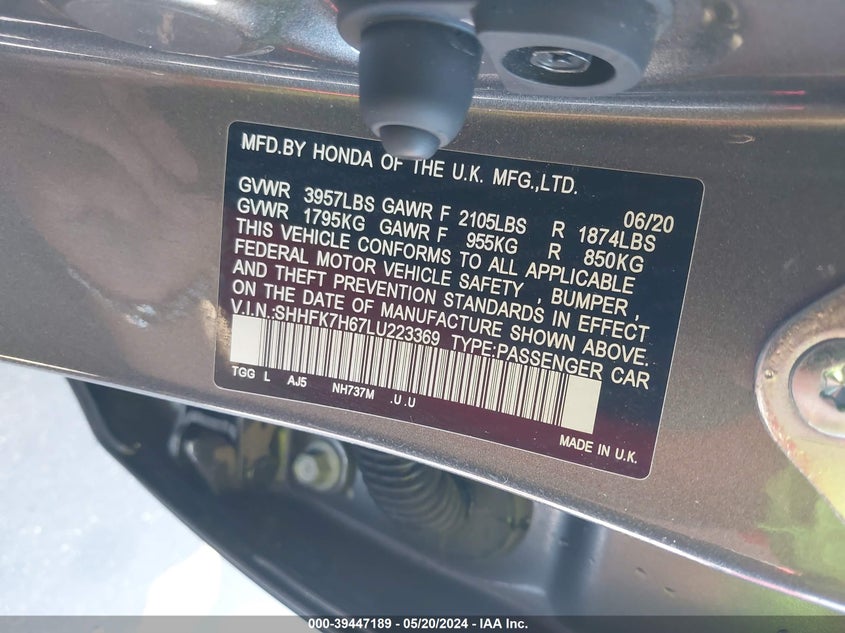 MFD.BY HONDA OF THE U.K. MFG.,LTD.
GVWR 3957LBS GAWR F 2105LBS R 1874LBS 06/20
GVWR 1795KG GAWR F 955KG R 850KG
THIS VEHICLE CONFORMS TO ALL APPLICABLE
FEDERAL MOTOR VEHICLE SAFETY , BUMPER ,
AND THEFT PREVENTION STANDARDS IN EFFECT
ON THE DATE OF MANUFACTURE SHOWN ABOVE.
V.I.N.:SHHFK7H67LU223369 TYPE:PASSENGER CAR
TGG L AJ5 NH737M .U.U
MADE IN U.K.
000-39447189 - 05/20/2024 - IAA Inc.